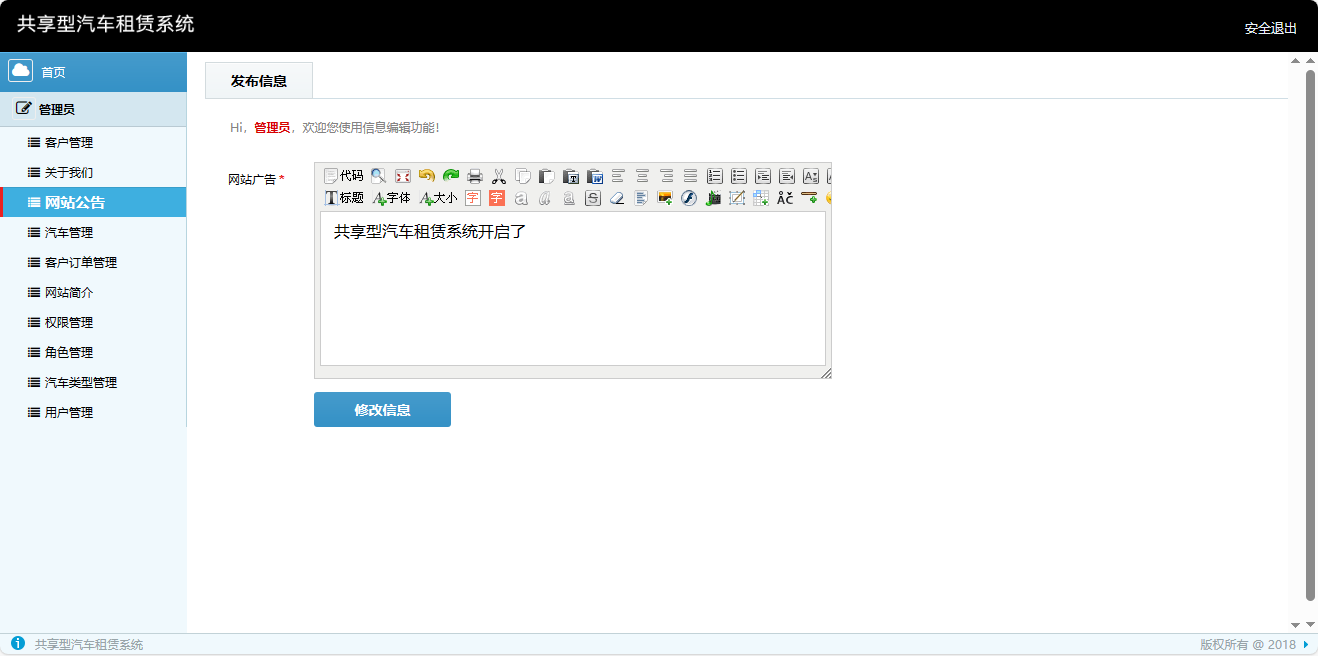 共享型汽车租赁系统
安全退出
首页
管理员
客户管理
关于我们
网站公告
汽车管理
客户订单管理
网站简介
权限管理
角色管理
汽车类型管理
用户管理
发布信息
Hi，管理员，欢迎您使用信息编辑功能！
网站广告 *
代码
标题 字体 大小 字 字
共享型汽车租赁系统开启了
修改信息
共享型汽车租赁系统
版权所有 @ 2018